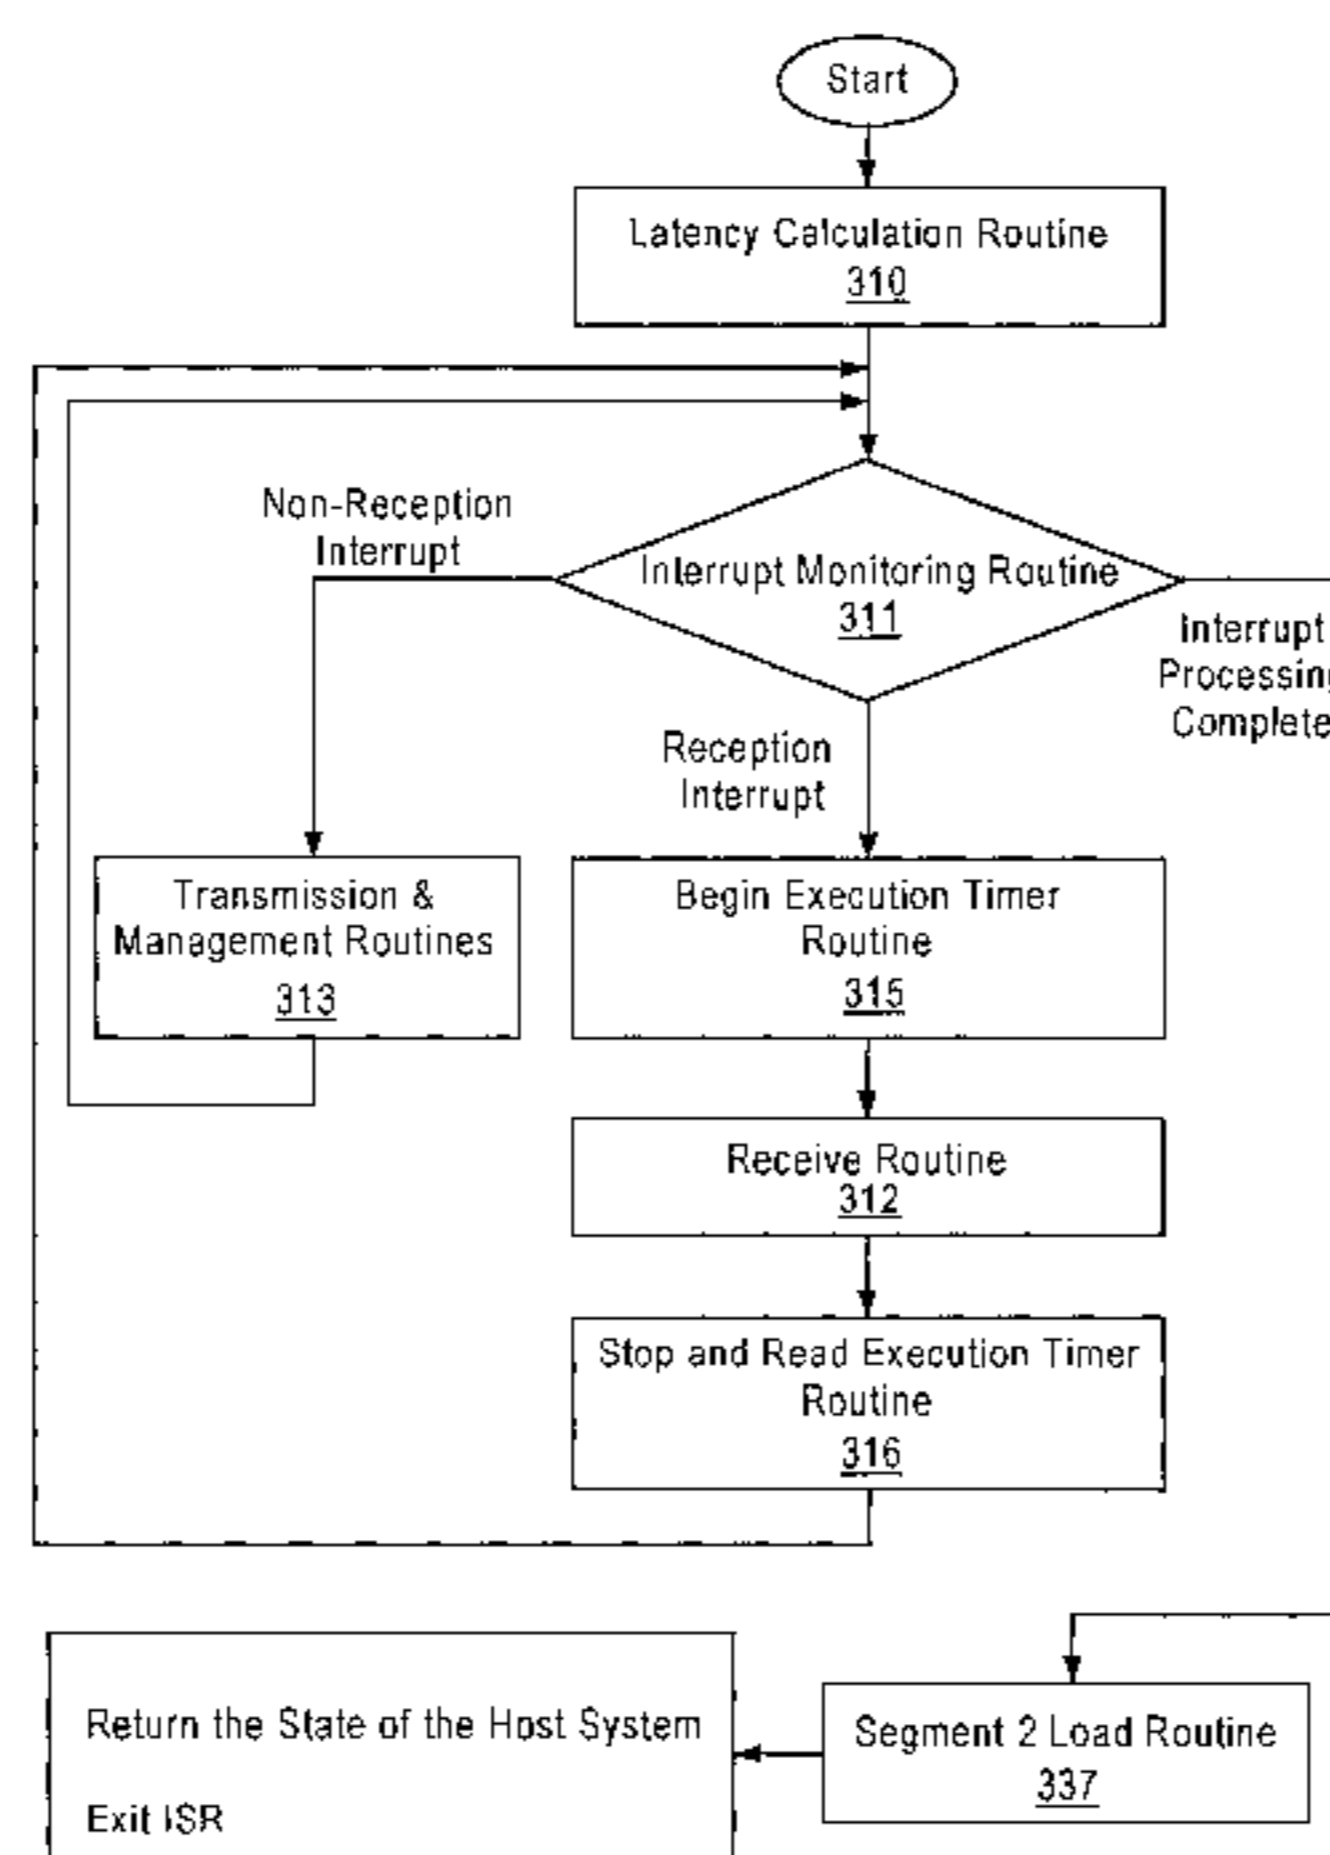 Start
Latency Calculation Routine
310
Non-Reception
Interrupt
Interrupt Monitoring Routine
311
Interrupt
Processing
Complete
Reception
Interrupt
Transmission &
Management Routines
313
Begin Execution Timer
Routine
315
Receive Routine
312
Stop and Read Execution Timer
Routine
316
Return the State of the Host System
Exit ISR
Segment 2 Load Routine
337